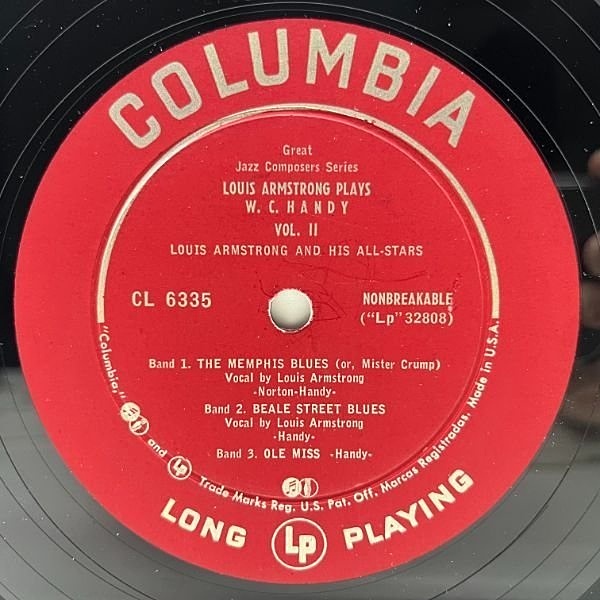 COLUMBIA
Great
Jazz Composers Series
LOUIS ARMSTRONG PLAYS
W. C. HANDY
VOL. II
LOUIS ARMSTRONG AND HIS ALL-STARS
CL 6335
NONBREAKABLE
("Lp" 32808)
Band 1. THE MEMPHIS BLUES (or, Mister Crump)
Vocal by Louis Armstrong
-Norton-Handy-
Band 2. BEALE STREET BLUES
Vocal by Louis Armstrong
-Handy-
Band 3. OLE MISS -Handy-
"Columbia," and Lp Trade Marks Reg. U.S. Pat. Off. Marcas Registradas. Made in U.S.A.
LONG Lp PLAYING